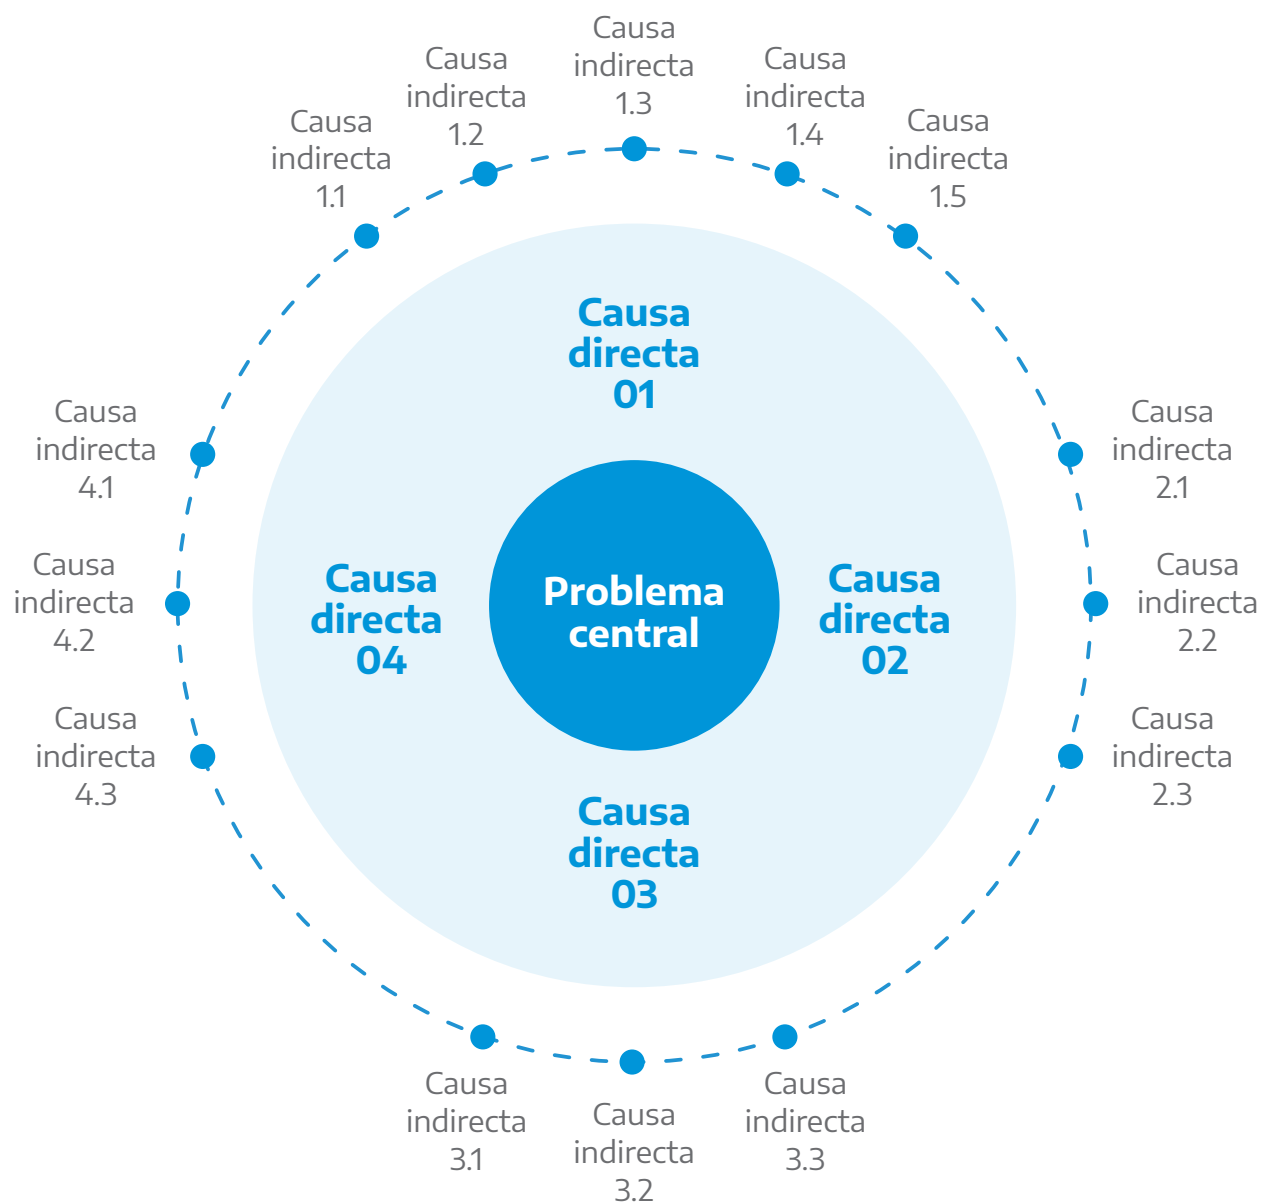 Causa
indirecta
1.1
Causa
indirecta
1.2
Causa
indirecta
1.3
Causa
indirecta
1.4
Causa
indirecta
1.5
Causa
directa
01
Causa
indirecta
4.1
Causa
indirecta
4.2
Causa
indirecta
4.3
Causa
directa
04
Problema
central
Causa
directa
02
Causa
indirecta
2.1
Causa
indirecta
2.2
Causa
indirecta
2.3
Causa
directa
03
Causa
indirecta
3.1
Causa
indirecta
3.2
Causa
indirecta
3.3